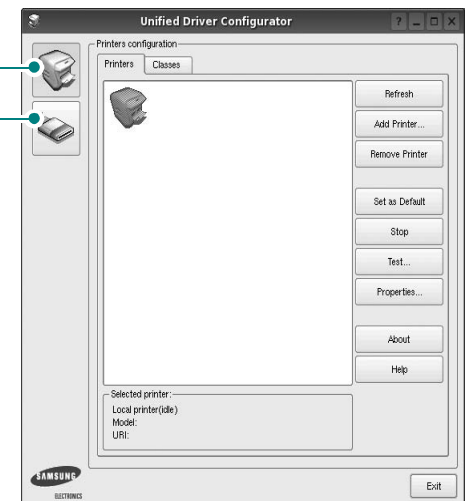 Unified Driver Configurator
Printers configuration
Printers
Classes
Refresh
Add Printer...
Remove Printer
Set as Default
Stop
Test...
Properties...
About
Help
Selected printer:
Local printer(idle)
Model:
URI:
SAMSUNG
ELECTRONICS
Exit